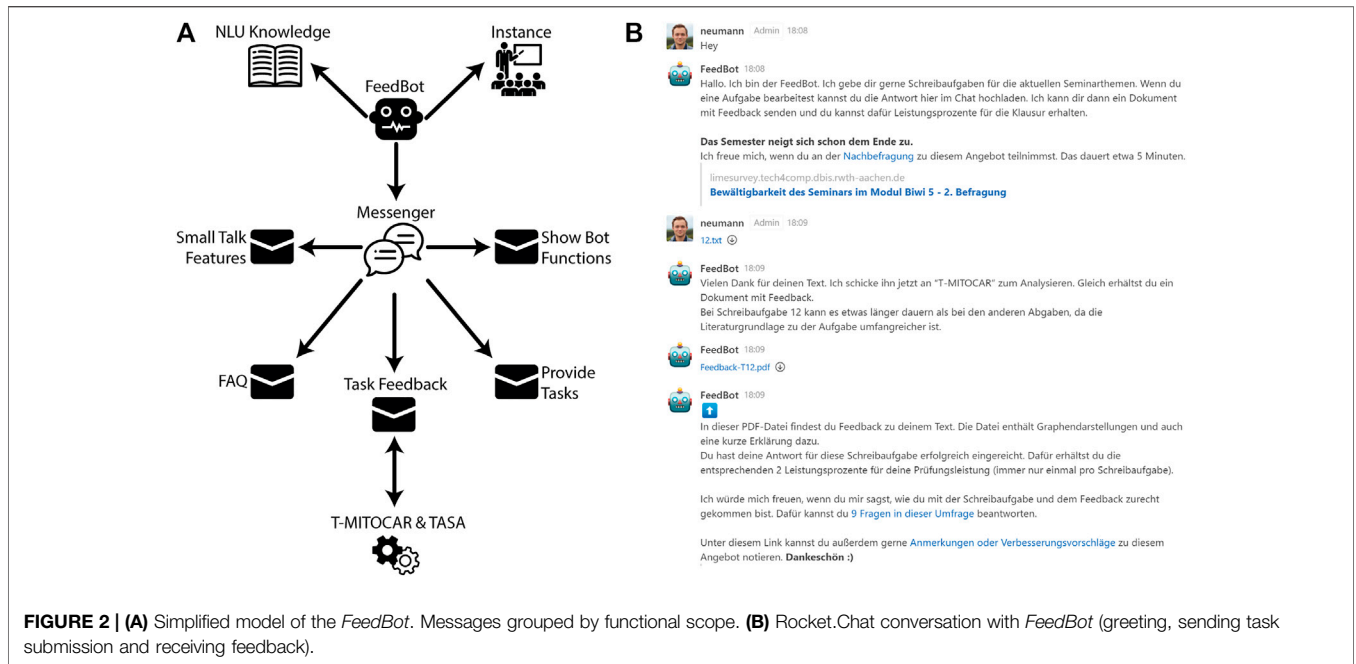 A
NLU Knowledge
Instance
FeedBot
Messenger
Small Talk
Features
Show Bot
Functions
FAQ
Task Feedback
Provide
Tasks
T-MITOCAR & TASA
B
neumann Admin 18:08
Hey
FeedBot 18:08
Hallo. Ich bin der FeedBot. Ich gebe dir gerne Schreibaufgaben für die aktuellen Seminarthemen. Wenn du
eine Aufgabe bearbeitest kannst du die Antwort hier im Chat hochladen. Ich kann dir dann ein Dokument
mit Feedback senden und du kannst dafür Leistungsprozente für die Klausur erhalten.
Das Semester neigt sich schon dem Ende zu.
Ich freue mich, wenn du an der Nachbefragung zu diesem Angebot teilnimmst. Das dauert etwa 5 Minuten.
limesurvey.tech4comp.dbis.rwth-aachen.de
Bewältigbarkeit des Seminars im Modul Biwi 5 - 2. Befragung
neumann Admin 18:09
12.txt
FeedBot 18:09
Vielen Dank für deinen Text. Ich schicke ihn jetzt an "T-MITOCAR" zum Analysieren. Gleich erhältst du ein
Dokument mit Feedback.
Bei Schreibaufgabe 12 kann es etwas länger dauern als bei den anderen Abgaben, da die
Literaturgrundlage zu der Aufgabe umfangreicher ist.
FeedBot 18:09
Feedback-T12.pdf
FeedBot 18:09
In dieser PDF-Datei findest du Feedback zu deinem Text. Die Datei enthält Graphendarstellungen und auch
eine kurze Erklärung dazu.
Du hast deine Antwort für diese Schreibaufgabe erfolgreich eingereicht. Dafür erhältst du die
entsprechenden 2 Leistungsprozente für deine Prüfungsleistung (immer nur einmal pro Schreibaufgabe).
Ich würde mich freuen, wenn du mir sagst, wie du mit der Schreibaufgabe und dem Feedback zurecht
gekommen bist. Dafür kannst du 9 Fragen in dieser Umfrage beantworten.
Unter diesem Link kannst du außerdem gerne Anmerkungen oder Verbesserungsvorschläge zu diesem
Angebot notieren. Dankeschön :)
FIGURE 2 | (A) Simplified model of the FeedBot. Messages grouped by functional scope. (B) Rocket.Chat conversation with FeedBot (greeting, sending task
submission and receiving feedback).